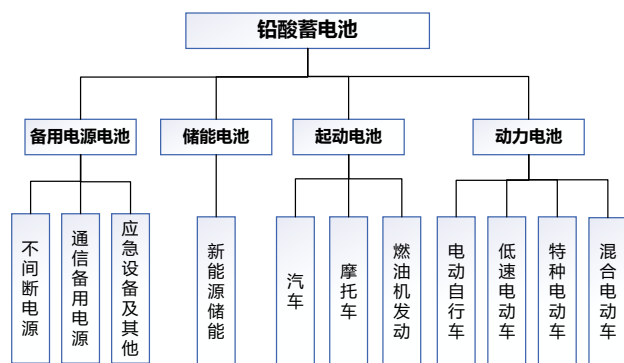 铅酸蓄电池
备用电源电池
储能电池
起动电池
动力电池
不间断电源
通信备用电源
应急设备及其他
新能源储能
汽车
摩托车
燃油机发动
电动自行车
低速电动车
特种电动车
混合电动车